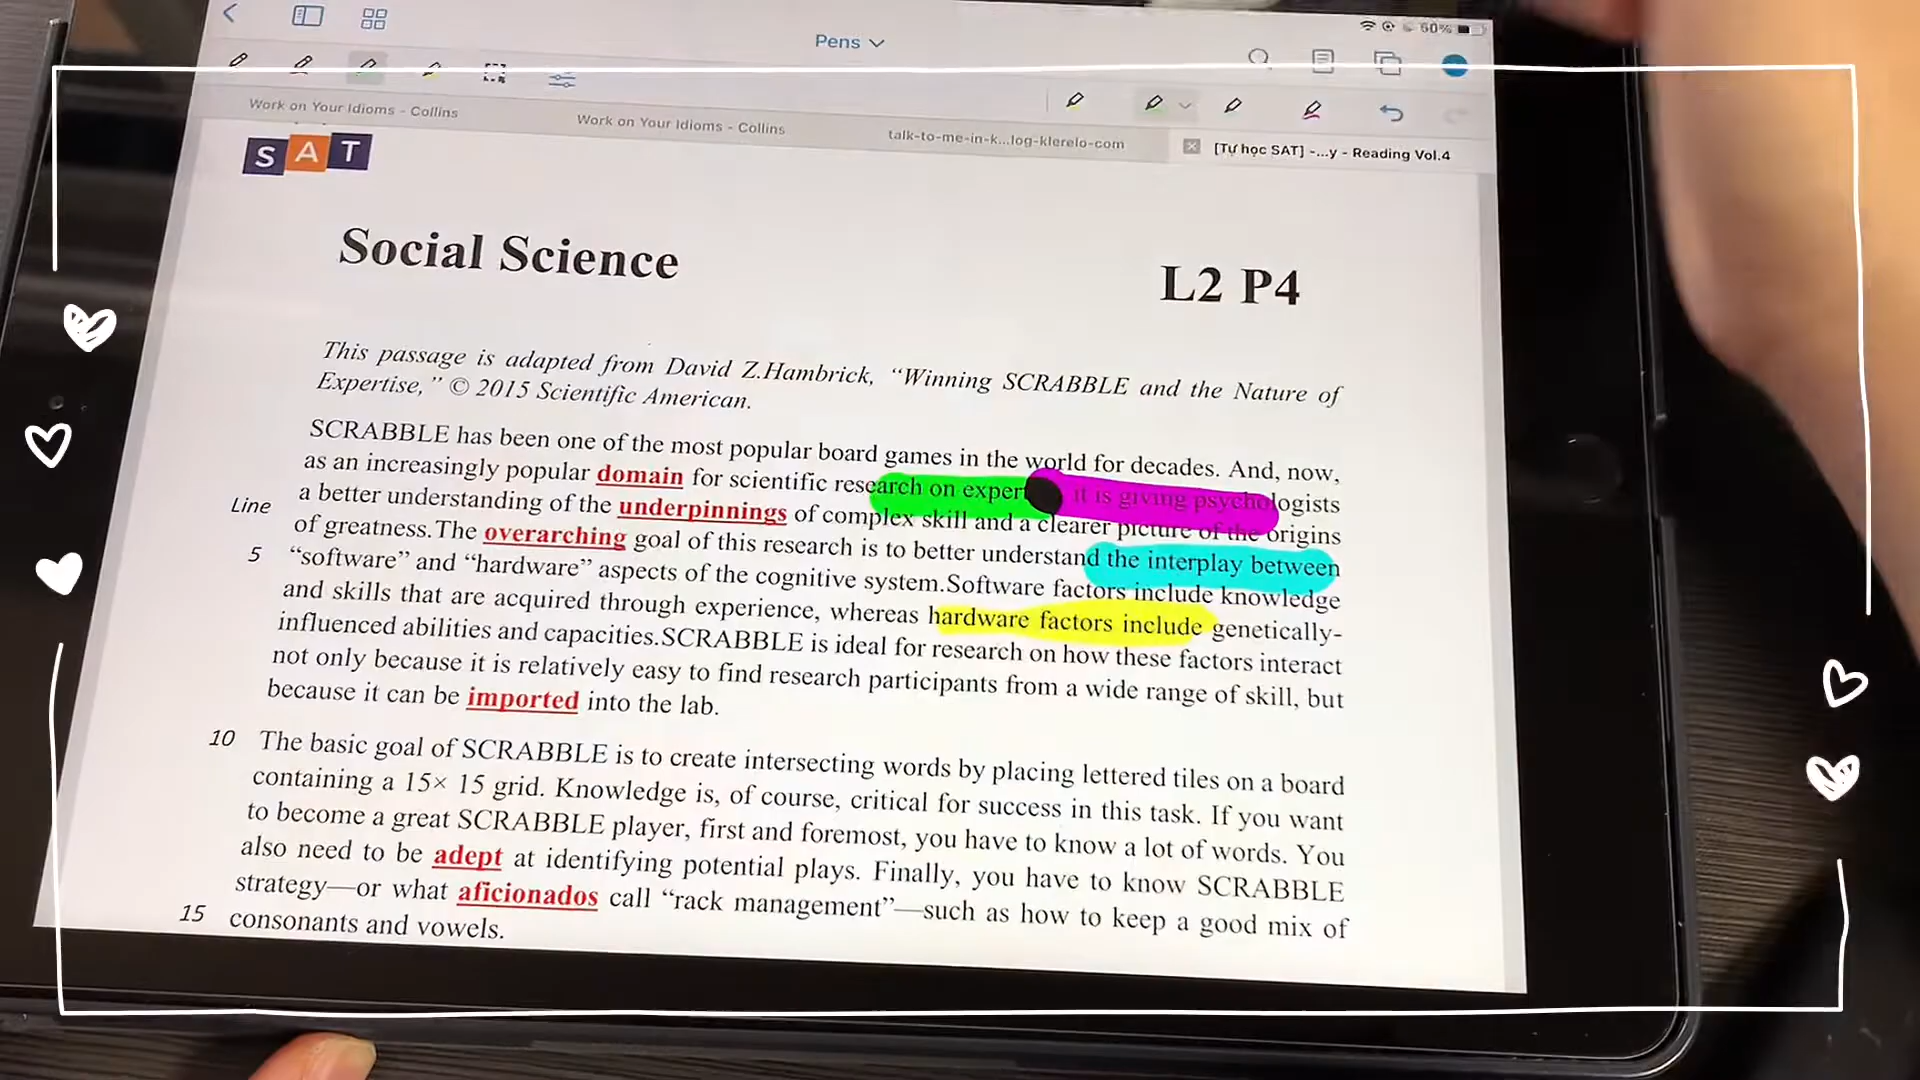 50%
Pens
Work on Your Idioms - Collins
Work on Your Idioms - Collins
talk-to-me-in-k...log-klerelo-com
[Tự học SAT] -...y - Reading Vol.4
SAT
Social Science
L2 P4
This passage is adapted from David Z.Hambrick, “Winning SCRABBLE and the Nature of
Expertise,” © 2015 Scientific American.
SCRABBLE has been one of the most popular board games in the world for decades. And, now,
as an increasingly popular domain for scientific research on it is giving psychologists
Line a better understanding of the underpinnings of complex skill and a clearer picture of the origins
of greatness.The overarching goal of this research is to better understand the interplay between
5 “software” and “hardware” aspects of the cognitive system.Software factors include knowledge
and skills that are acquired through experience, whereas hardware factors include genetically-
influenced abilities and capacities.SCRABBLE is ideal for research on how these factors interact
not only because it is relatively easy to find research participants from a wide range of skill, but
because it can be imported into the lab.
10 The basic goal of SCRABBLE is to create intersecting words by placing lettered tiles on a board
containing a 15× 15 grid. Knowledge is, of course, critical for success in this task. If you want
to become a great SCRABBLE player, first and foremost, you have to know a lot of words. You
also need to be adept at identifying potential plays. Finally, you have to know SCRABBLE
strategy—or what aficionados call “rack management”—such as how to keep a good mix of
15 consonants and vowels.